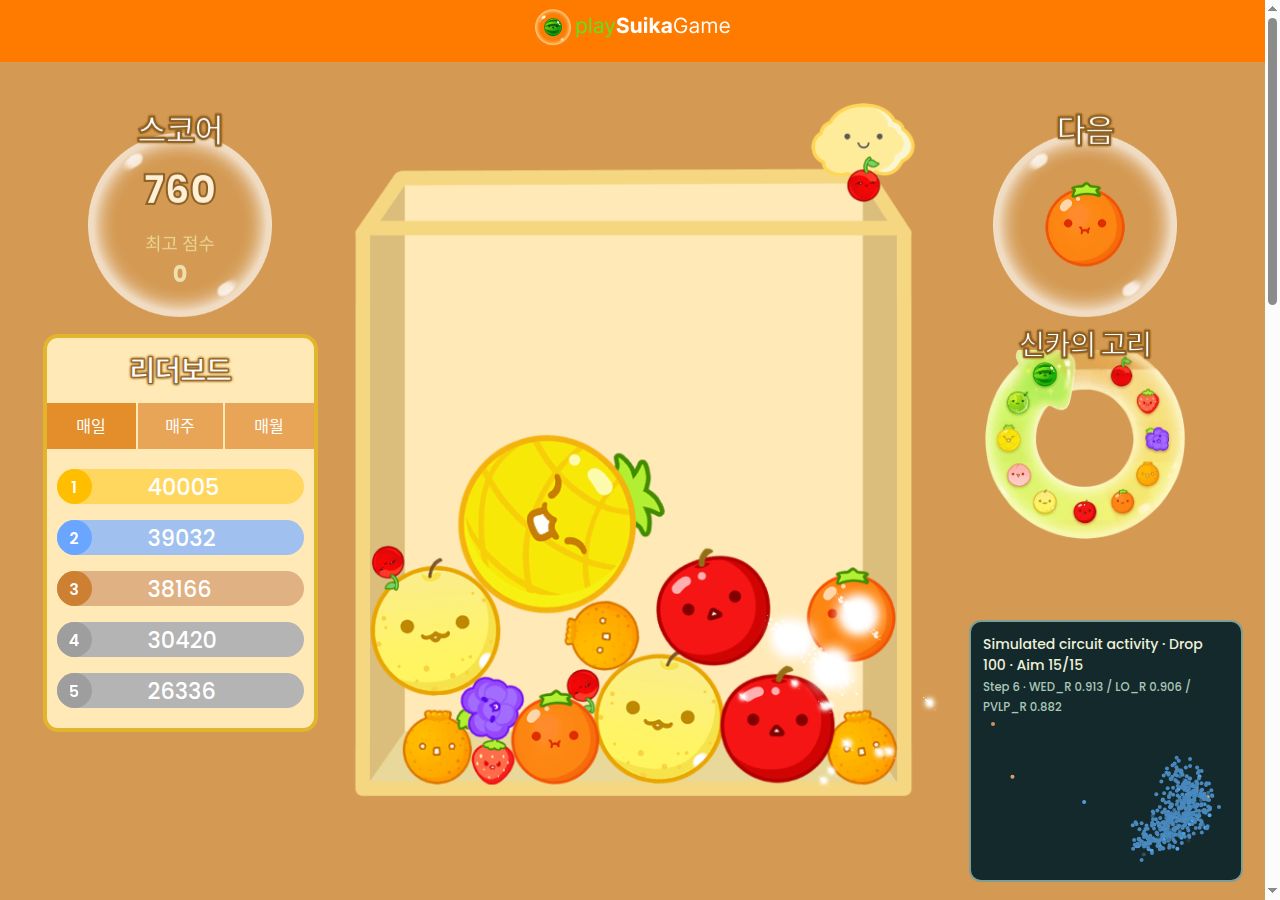 playSuikaGame
스코어
760
최고 점수
0
다음
신카의 고리
리더보드
매일 매주 매월
1 40005
2 39032
3 38166
4 30420
5 26336
Simulated circuit activity · Drop
100 · Aim 15/15
Step 6 · WED_R 0.913 / LO_R 0.906 /
PVLP_R 0.882